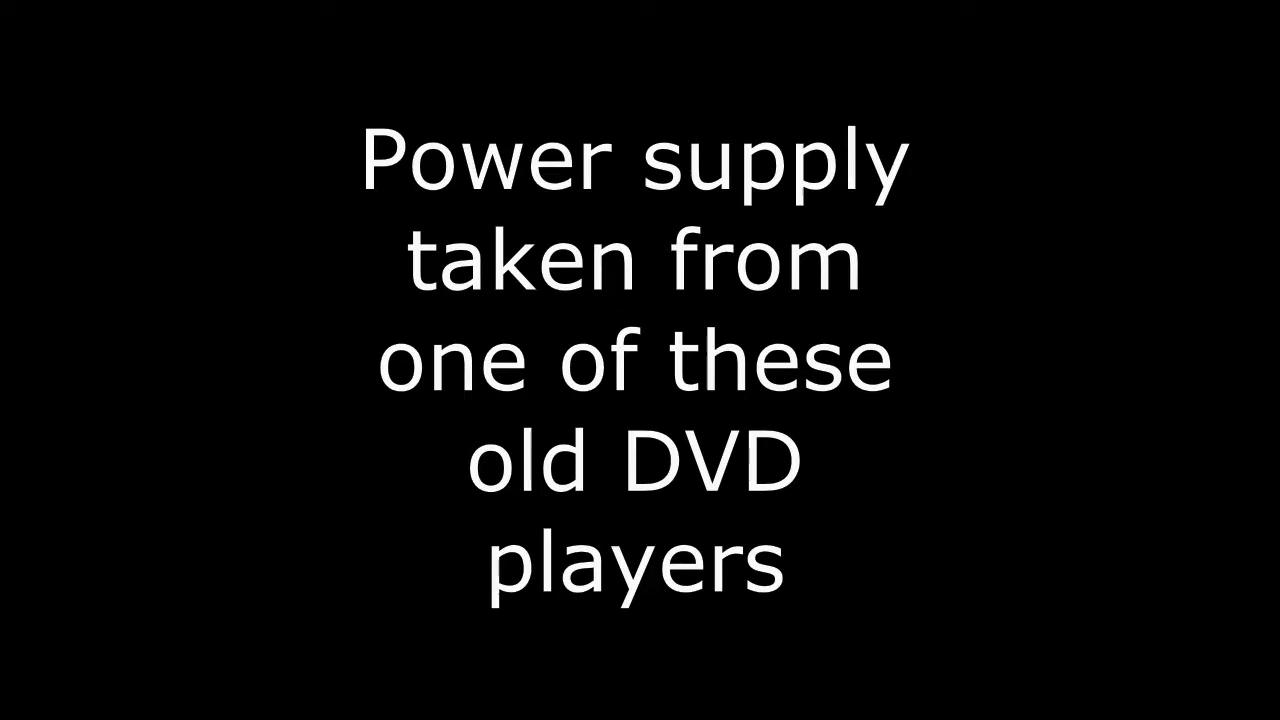 Power supply
taken from
one of these
old DVD
players